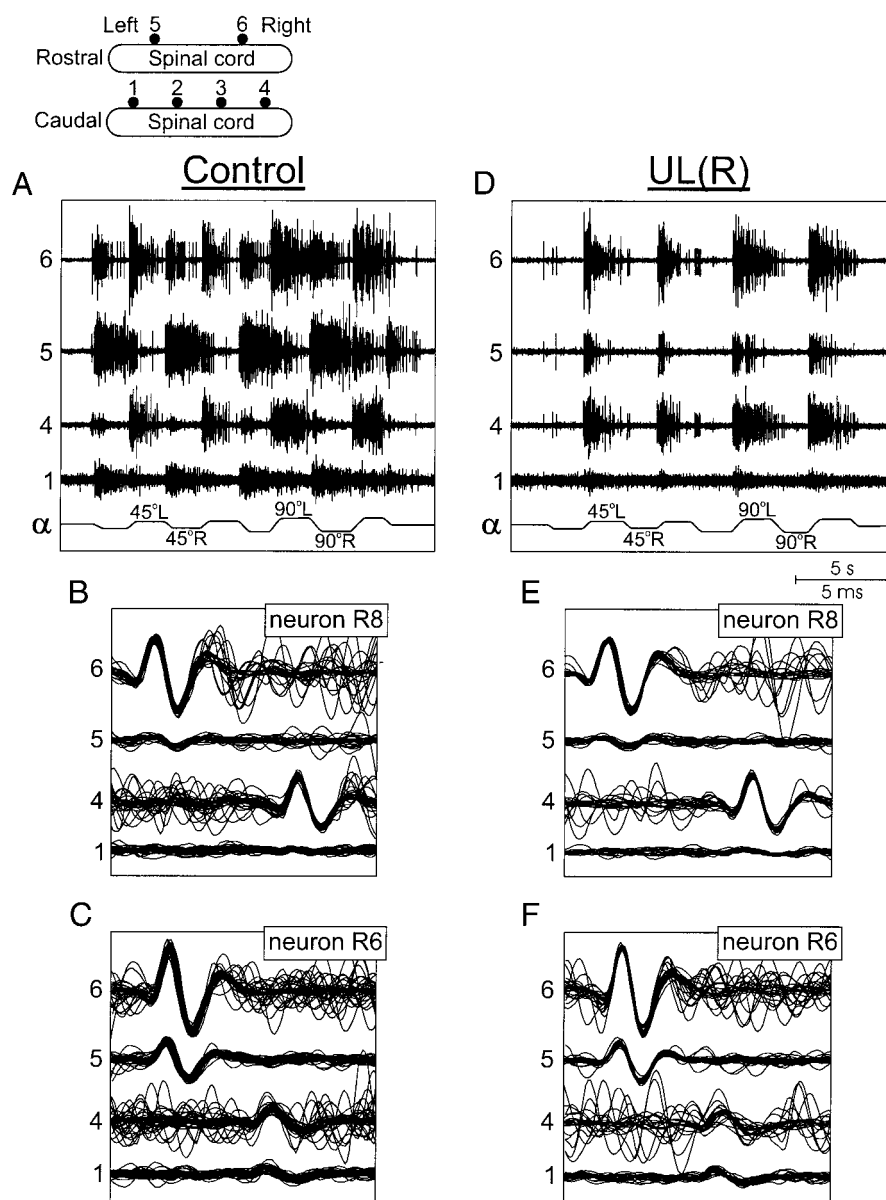 Left 5 6 Right
Rostral Spinal cord
1 2 3 4
Caudal Spinal cord
Control
UL(R)
A
6
5
4
1
α
45°L
45°R
90°L
90°R
D
6
5
4
1
α
45°L
45°R
90°L
90°R
5 s
5 ms
B
neuron R8
6
5
4
1
E
neuron R8
6
5
4
1
C
neuron R6
6
5
4
1
F
neuron R6
6
5
4
1